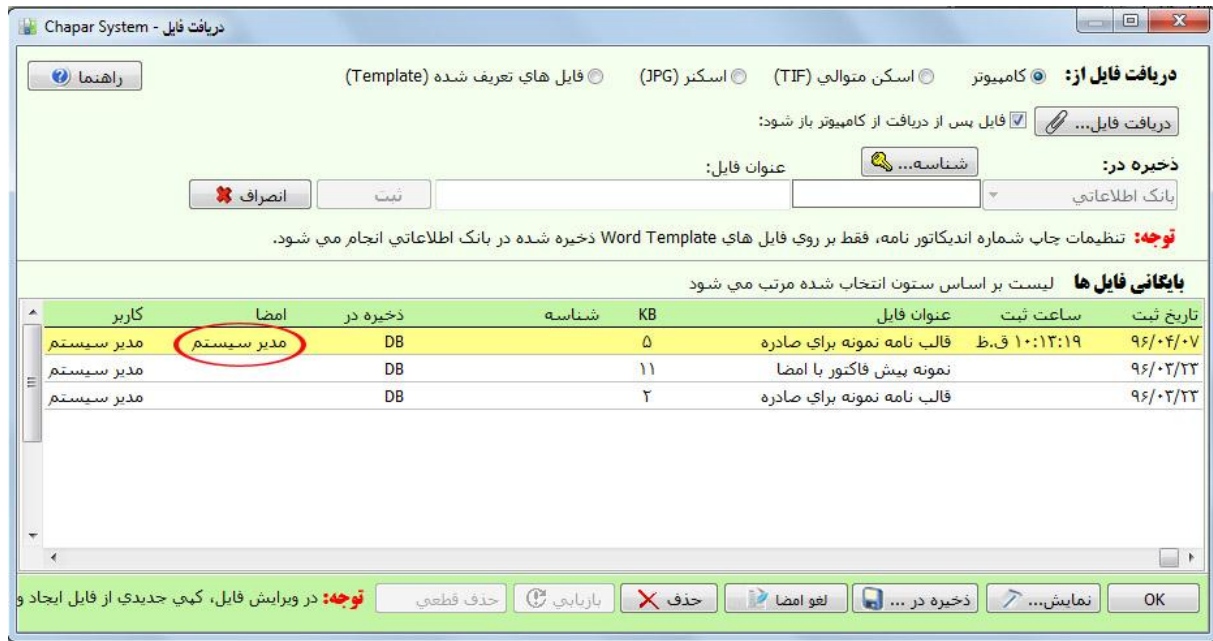 دریافت فایل - Chapar System
دریافت فایل از: کامپیوتر اسکن متوالي (TIF) اسکنر (JPG) فایل هاي تعریف شده (Template) راهنما
دریافت فایل... فایل پس از دریافت از کامپیوتر باز شود:
ذخیره در: شناسه... عنوان فایل:
بانک اطلاعاتي ثبت انصراف
توجه: تنظیمات چاپ شماره اندیکاتور نامه، فقط بر روي فایل هاي Word Template ذخیره شده در بانک اطلاعاتي انجام مي شود.
بایگانی فایل ها لیست بر اساس ستون انتخاب شده مرتب مي شود
تاریخ ثبت ساعت ثبت عنوان فایل KB شناسه ذخیره در امضا کاربر
۹۶/۰۴/۰۷ ۱۰:۱۳:۱۹ ق.ظ قالب نامه نمونه براي صادره ۵ DB مدیر سیستم مدیر سیستم
۹۶/۰۳/۲۳ نمونه پیش فاکتور با امضا ۱۱ DB مدیر سیستم
۹۶/۰۳/۲۳ قالب نامه نمونه براي صادره ۲ DB مدیر سیستم
OK نمایش... ذخیره در ... لغو امضا حذف بازیابي حذف قطعي توجه: در ویرایش فایل، کپي جدیدي از فایل ایجاد و